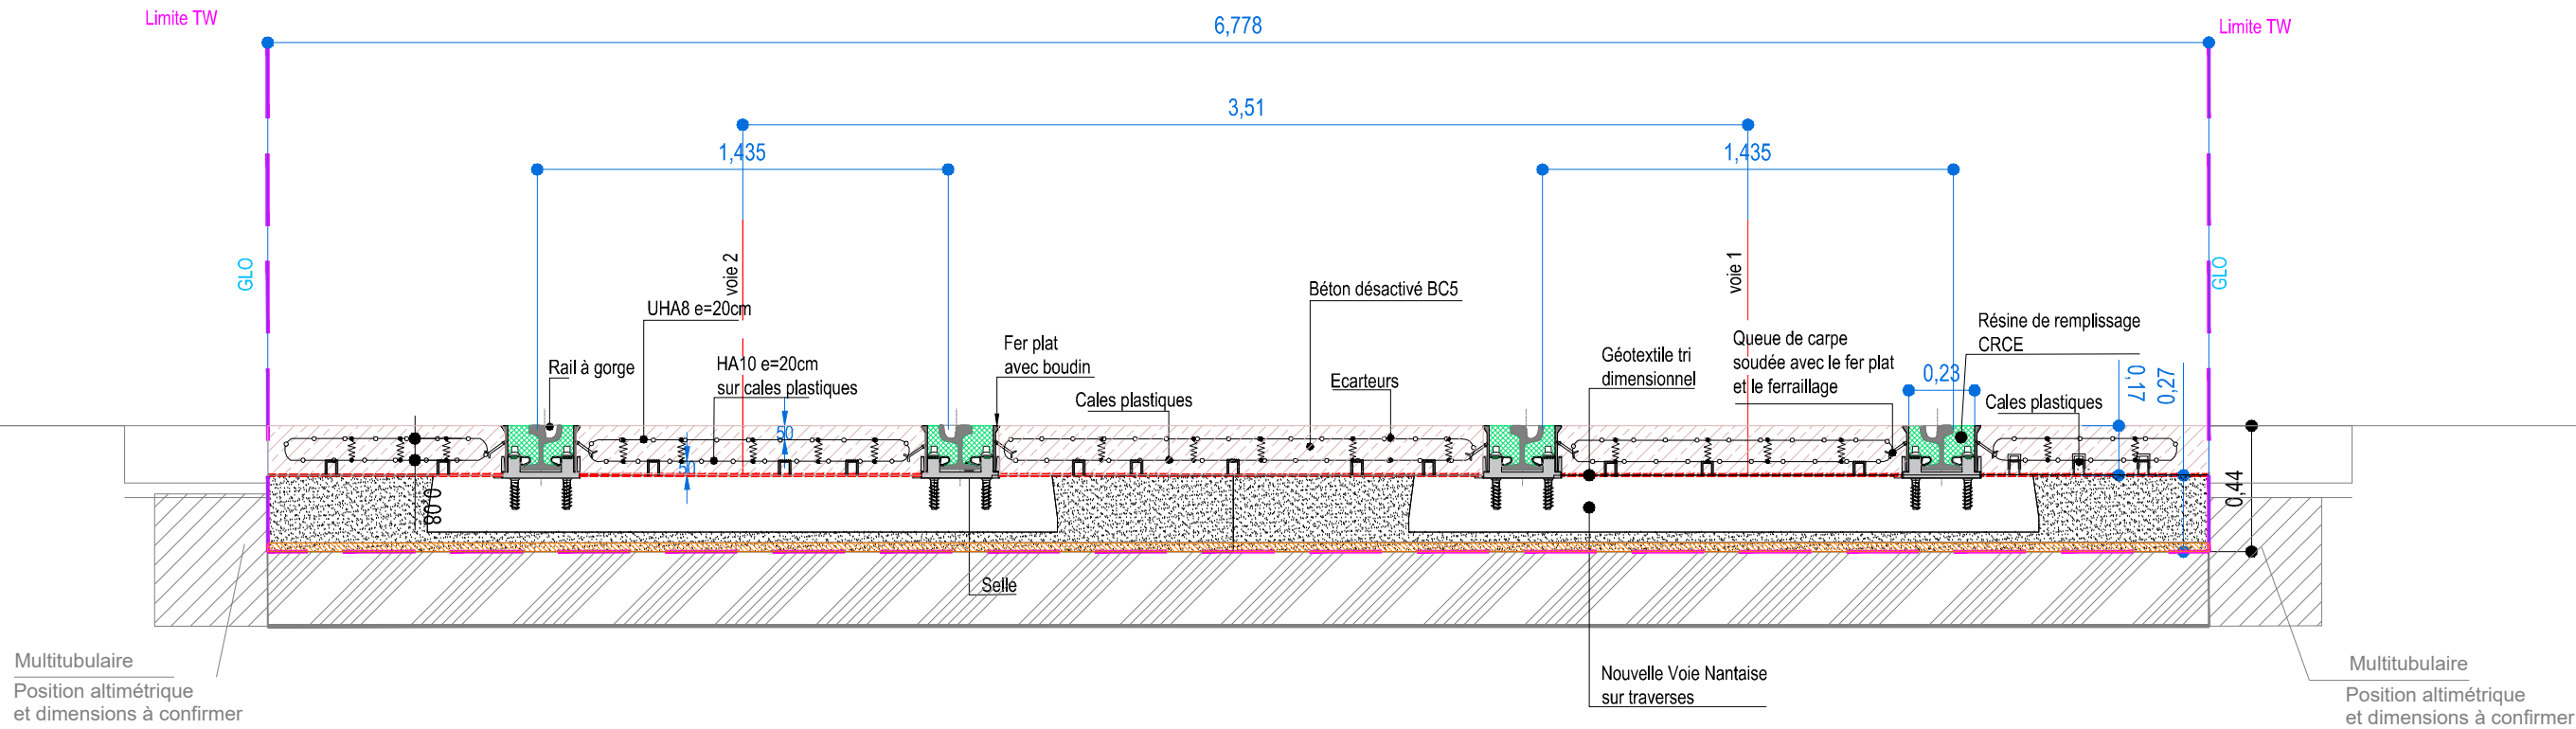 Limite TW
6,778
Limite TW
3,51
1,435
1,435
GLO
voie 2
voie 1
GLO
UHA8 e=20cm
Béton désactivé BC5
Rail à gorge
HA10 e=20cm
sur cales plastiques
Fer plat
avec boudin
Cales plastiques
Ecarteurs
Géotextile tri
dimensionnel
Queue de carpe
soudée avec le fer plat
et le ferraillage
Résine de remplissage
CRCE
0,23
Cales plastiques
0,17
0,27
50
50
0,44
0,08
Selle
Nouvelle Voie Nantaise
sur traverses
Multitubulaire
Position altimétrique
et dimensions à confirmer
Multitubulaire
Position altimétrique
et dimensions à confirmer